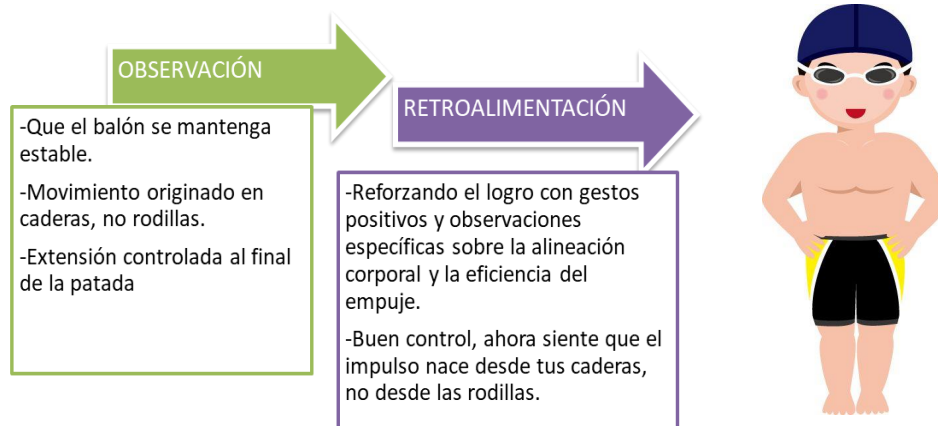 OBSERVACIÓN
-Que el balón se mantenga
estable.
-Movimiento originado en
caderas, no rodillas.
-Extensión controlada al final
de la patada
RETROALIMENTACIÓN
-Reforzando el logro con gestos
positivos y observaciones
específicas sobre la alineación
corporal y la eficiencia del
empuje.
-Buen control, ahora siente que el
impulso nace desde tus caderas,
no desde las rodillas.